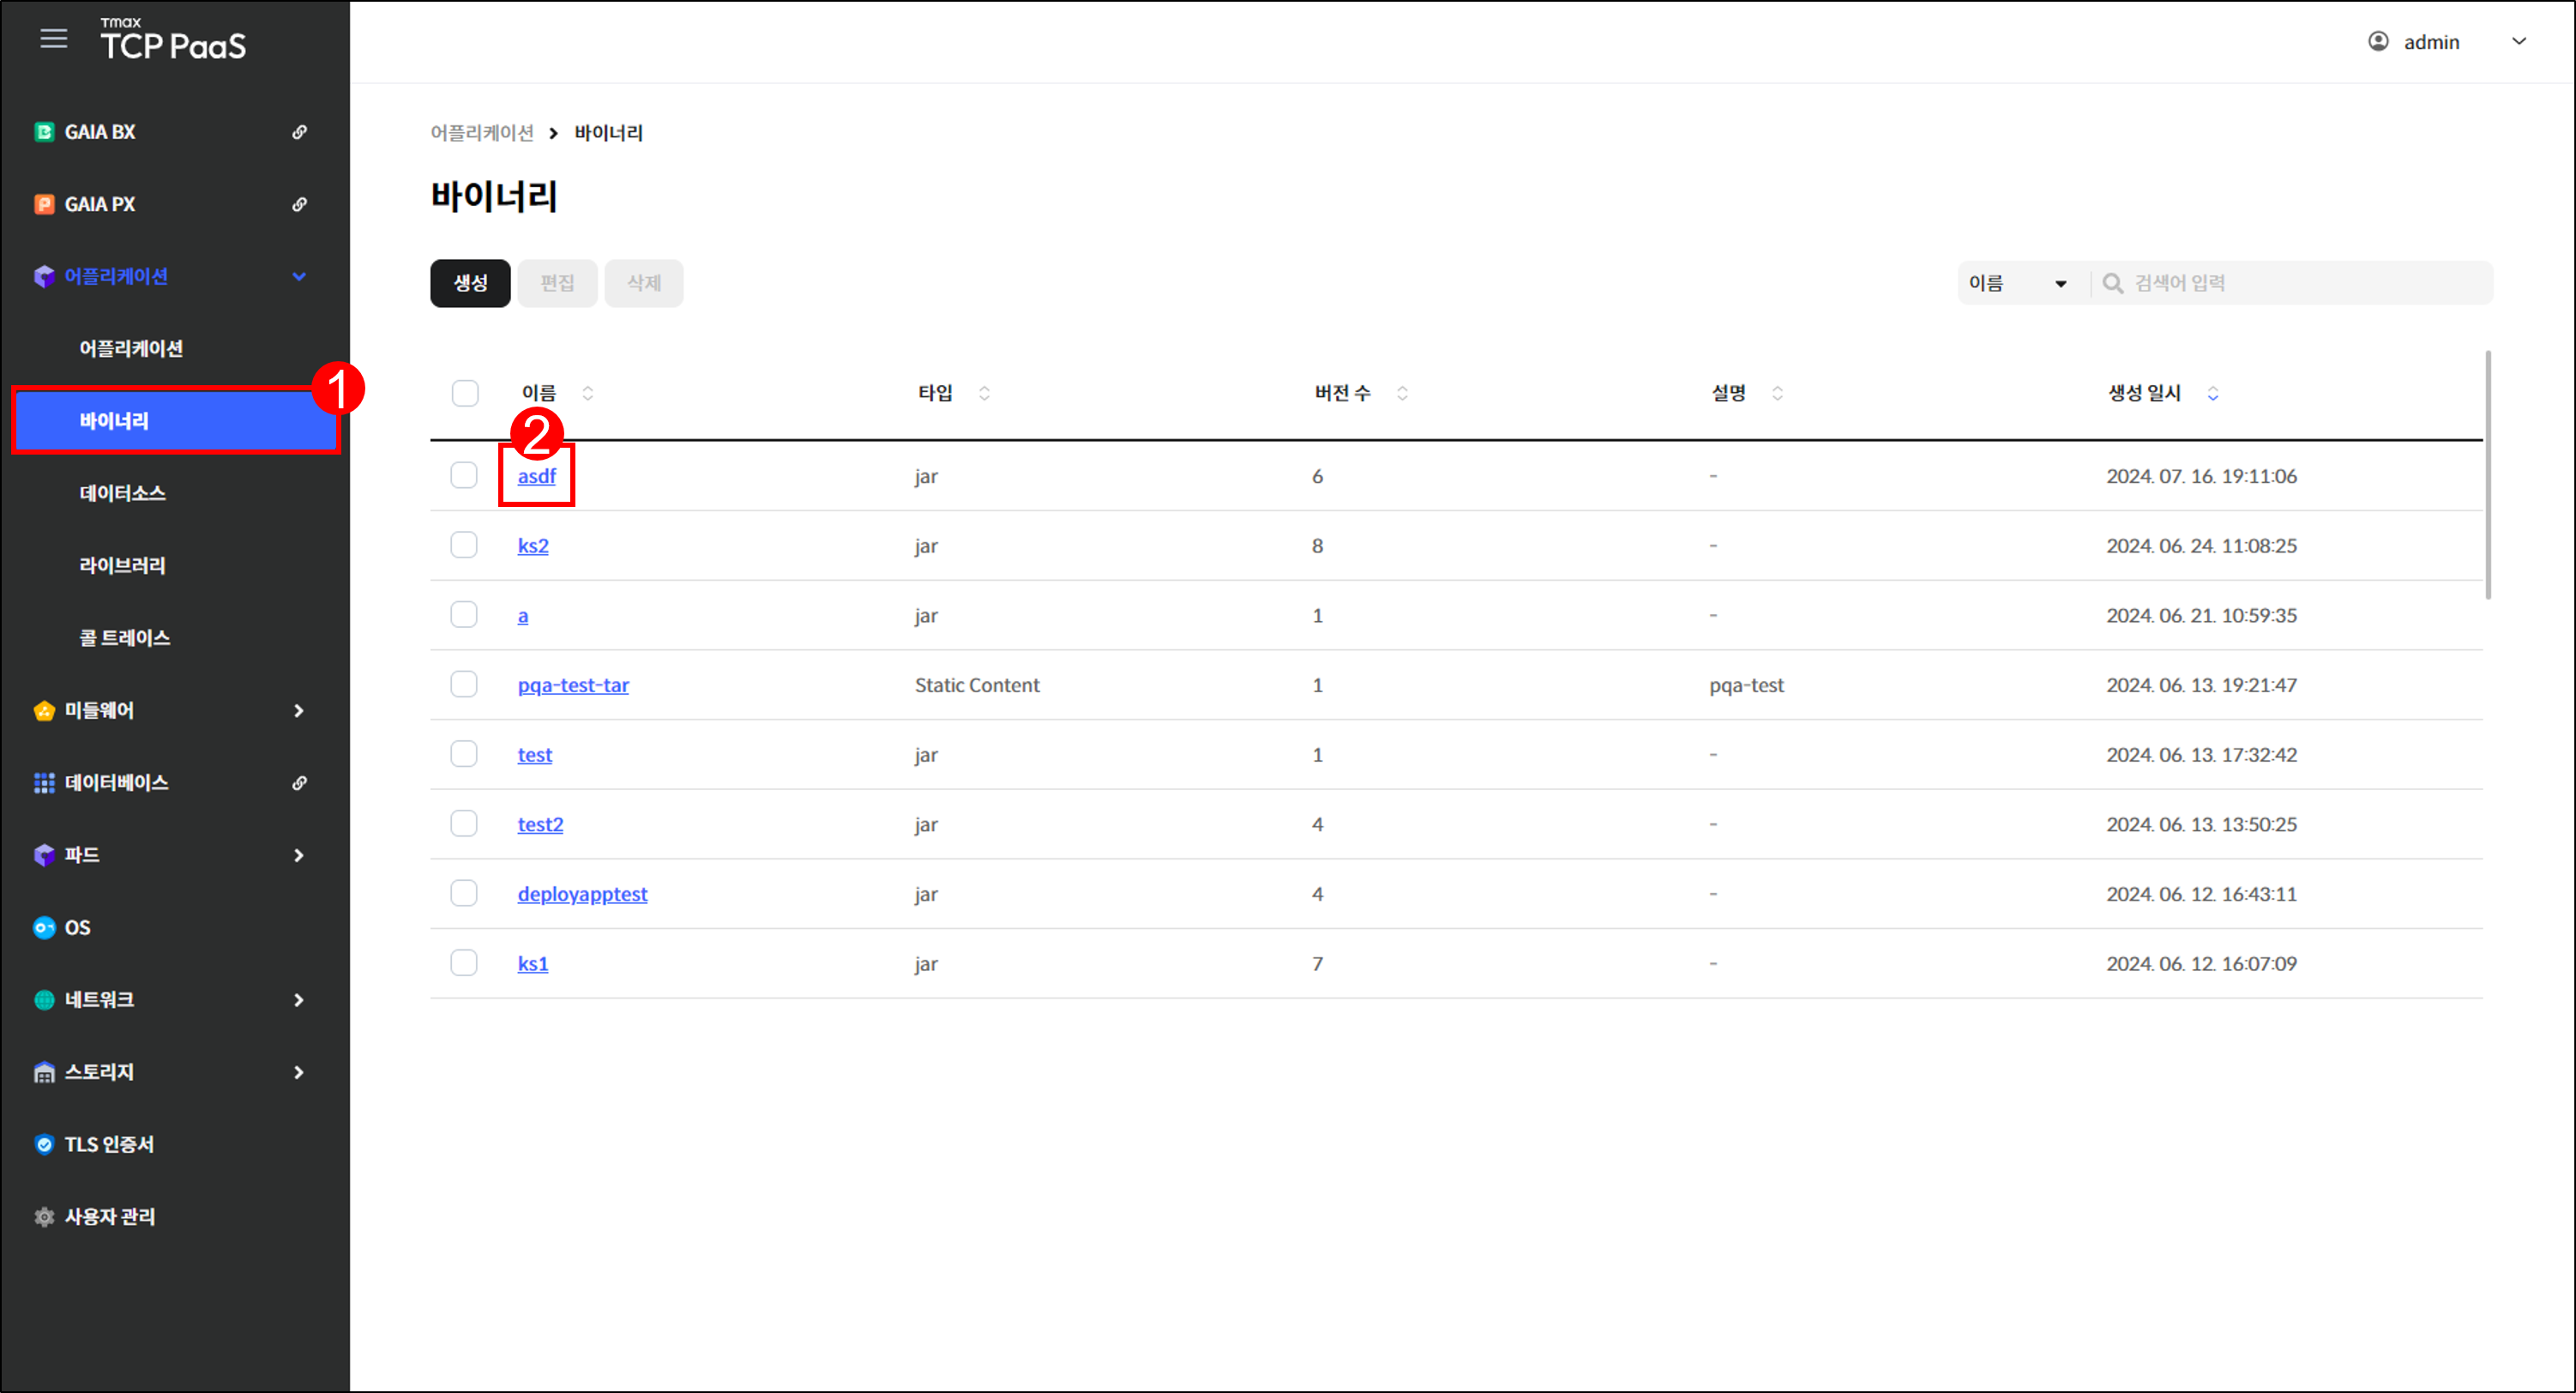 Tmax
TCP PaaS
admin
GAIA BX
GAIA PX
어플리케이션
어플리케이션
바이너리
데이터소스
라이브러리
콜 트레이스
미들웨어
데이터베이스
파드
OS
네트워크
스토리지
TLS 인증서
사용자 관리
1
어플리케이션 > 바이너리
바이너리
생성 편집 삭제
이름 검색어 입력
이름 타입 버전 수 설명 생성 일시
2
asdf jar 6 - 2024. 07. 16. 19:11:06
ks2 jar 8 - 2024. 06. 24. 11:08:25
a jar 1 - 2024. 06. 21. 10:59:35
pqa-test-tar Static Content 1 pqa-test 2024. 06. 13. 19:21:47
test jar 1 - 2024. 06. 13. 17:32:42
test2 jar 4 - 2024. 06. 13. 13:50:25
deployapptest jar 4 - 2024. 06. 12. 16:43:11
ks1 jar 7 - 2024. 06. 12. 16:07:09